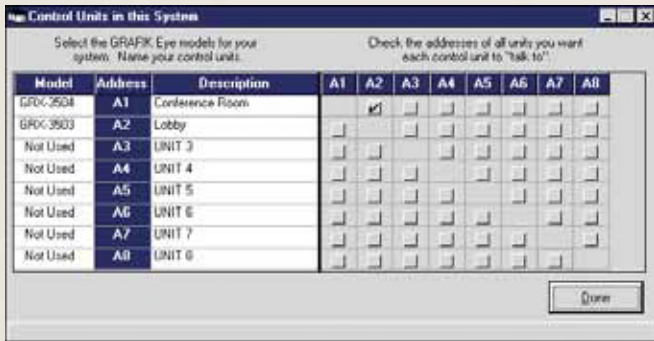 Control Units in this System
Select the GRAFIK Eye models for your
system. Name your control units.
Check the addresses of all units you want
each control unit to "talk to".
Model Address Description A1 A2 A3 A4 A5 A6 A7 A8
GRX-3504 A1 Conference Room
GRX-3503 A2 Lobby
Not Used A3 UNIT 3
Not Used A4 UNIT 4
Not Used A5 UNIT 5
Not Used A6 UNIT 6
Not Used A7 UNIT 7
Not Used A8 UNIT 8
Done